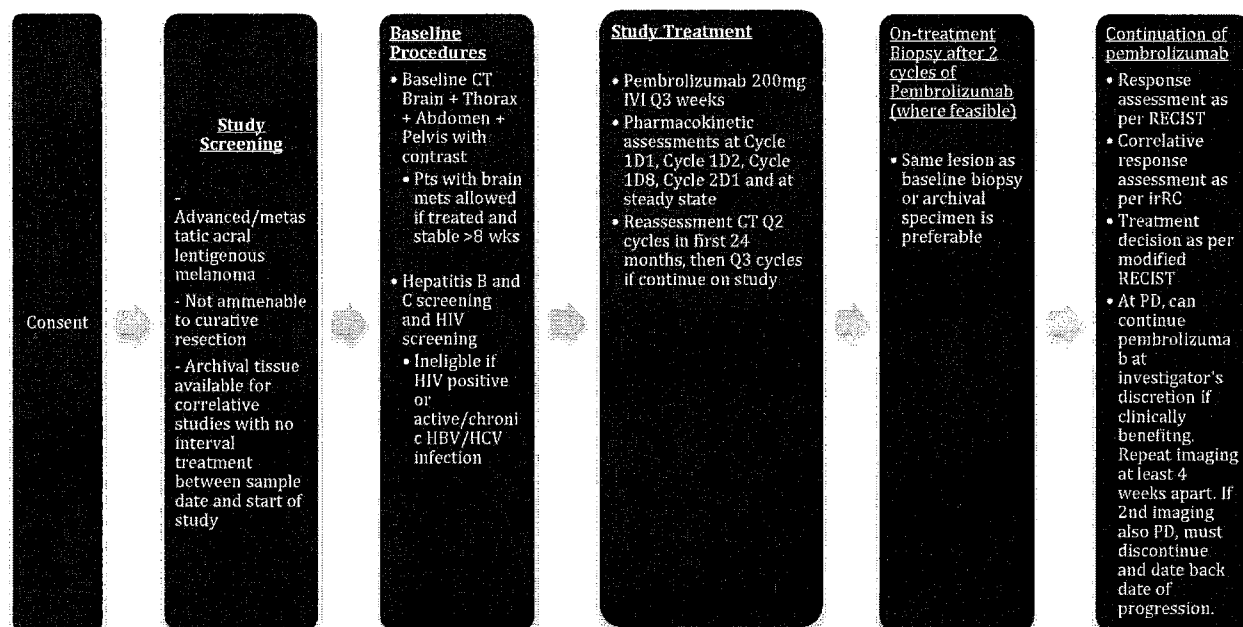 Consent
Study
Screening
-
Advanced/metas
tatic acral
lentigenous
melanoma
- Not ammenable
to curative
resection
- Archival tissue
available for
correlative
studies with no
interval
treatment
between sample
date and start of
study
Baseline
Procedures
• Baseline CT
Brain + Thorax
+ Abdomen +
Pelvis with
contrast
• Pts with brain
mets allowed
if treated and
stable >8 wks
• Hepatitis B and
C screening
and HIV
screening
• Ineligble if
HIV positive
or
active/chroni
c HBV/HCV
infection
Study Treatment
• Pembrolizumab 200mg
IVI Q3 weeks
• Pharmacokinetic
assessments at Cycle
1D1, Cycle 1D2, Cycle
1D8, Cycle 2D1 and at
steady state
• Reassessment CT Q2
cycles in first 24
months, then Q3 cycles
if continue on study
On-treatment
Biopsy after 2
cycles of
Pembrolizumab
(where feasible)
• Same lesion as
baseline biopsy
or archival
specimen is
preferable
Continuation of
pembrolizumab
• Response
assessment as
per RECIST
• Correlative
response
assessment as
per irRC
• Treatment
decision as per
modified
RECIST
• At PD, can
continue
pembrolizuma
b at
investigator's
discretion if
clinically
benefitng.
Repeat imaging
at least 4
weeks apart. If
2nd imaging
also PD, must
discontinue
and date back
date of
progression.